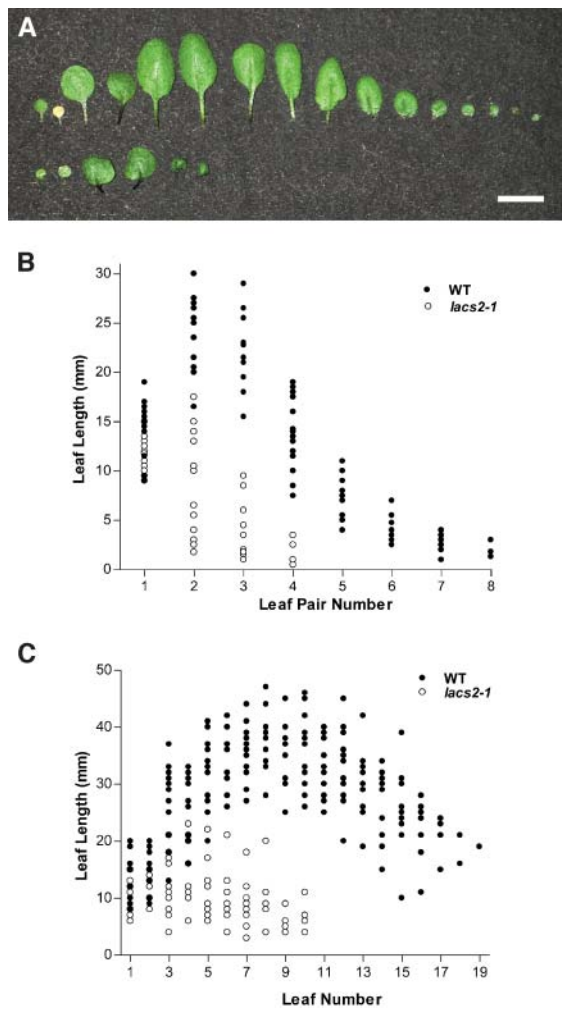 A
B
WT
lacs2-1
30
25
20
15
10
5
0
Leaf Length (mm)
1 2 3 4 5 6 7 8
Leaf Pair Number
C
WT
lacs2-1
50
40
30
20
10
0
Leaf Length (mm)
1 3 5 7 9 11 13 15 17 19
Leaf Number